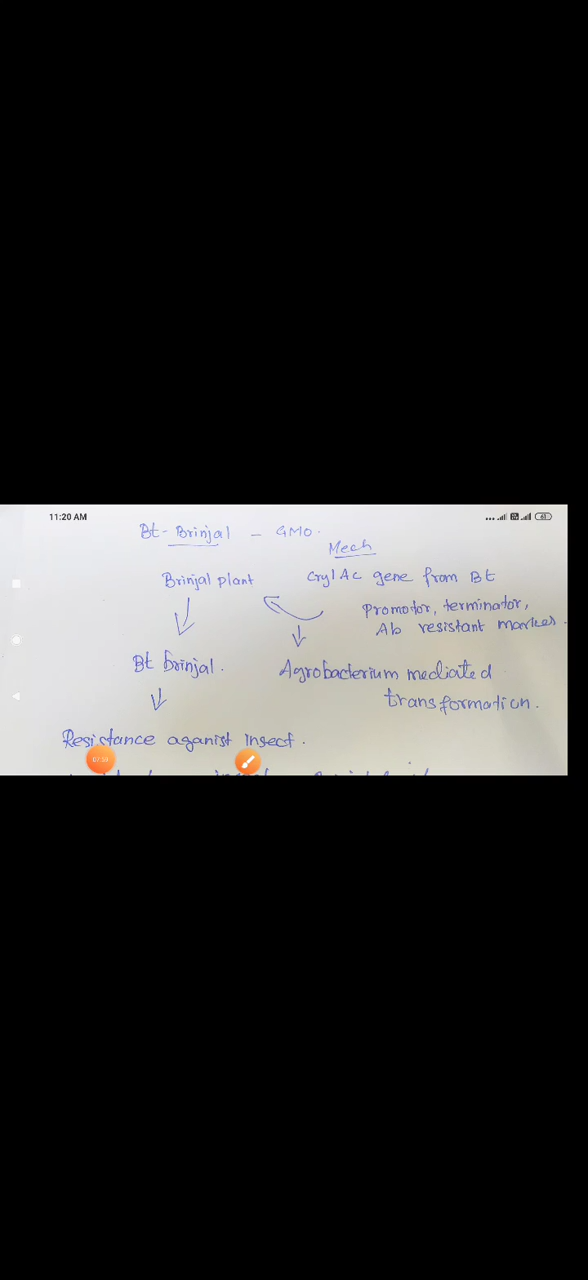 11:20 AM
61
Bt-Brinjal - GMO.
Mech
Brinjal plant
Cry1Ac gene from Bt
Promotor, terminator,
Ab resistant marker.
Bt brinjal.
Agrobacterium mediated
transformation.
Resistance aganist insect.